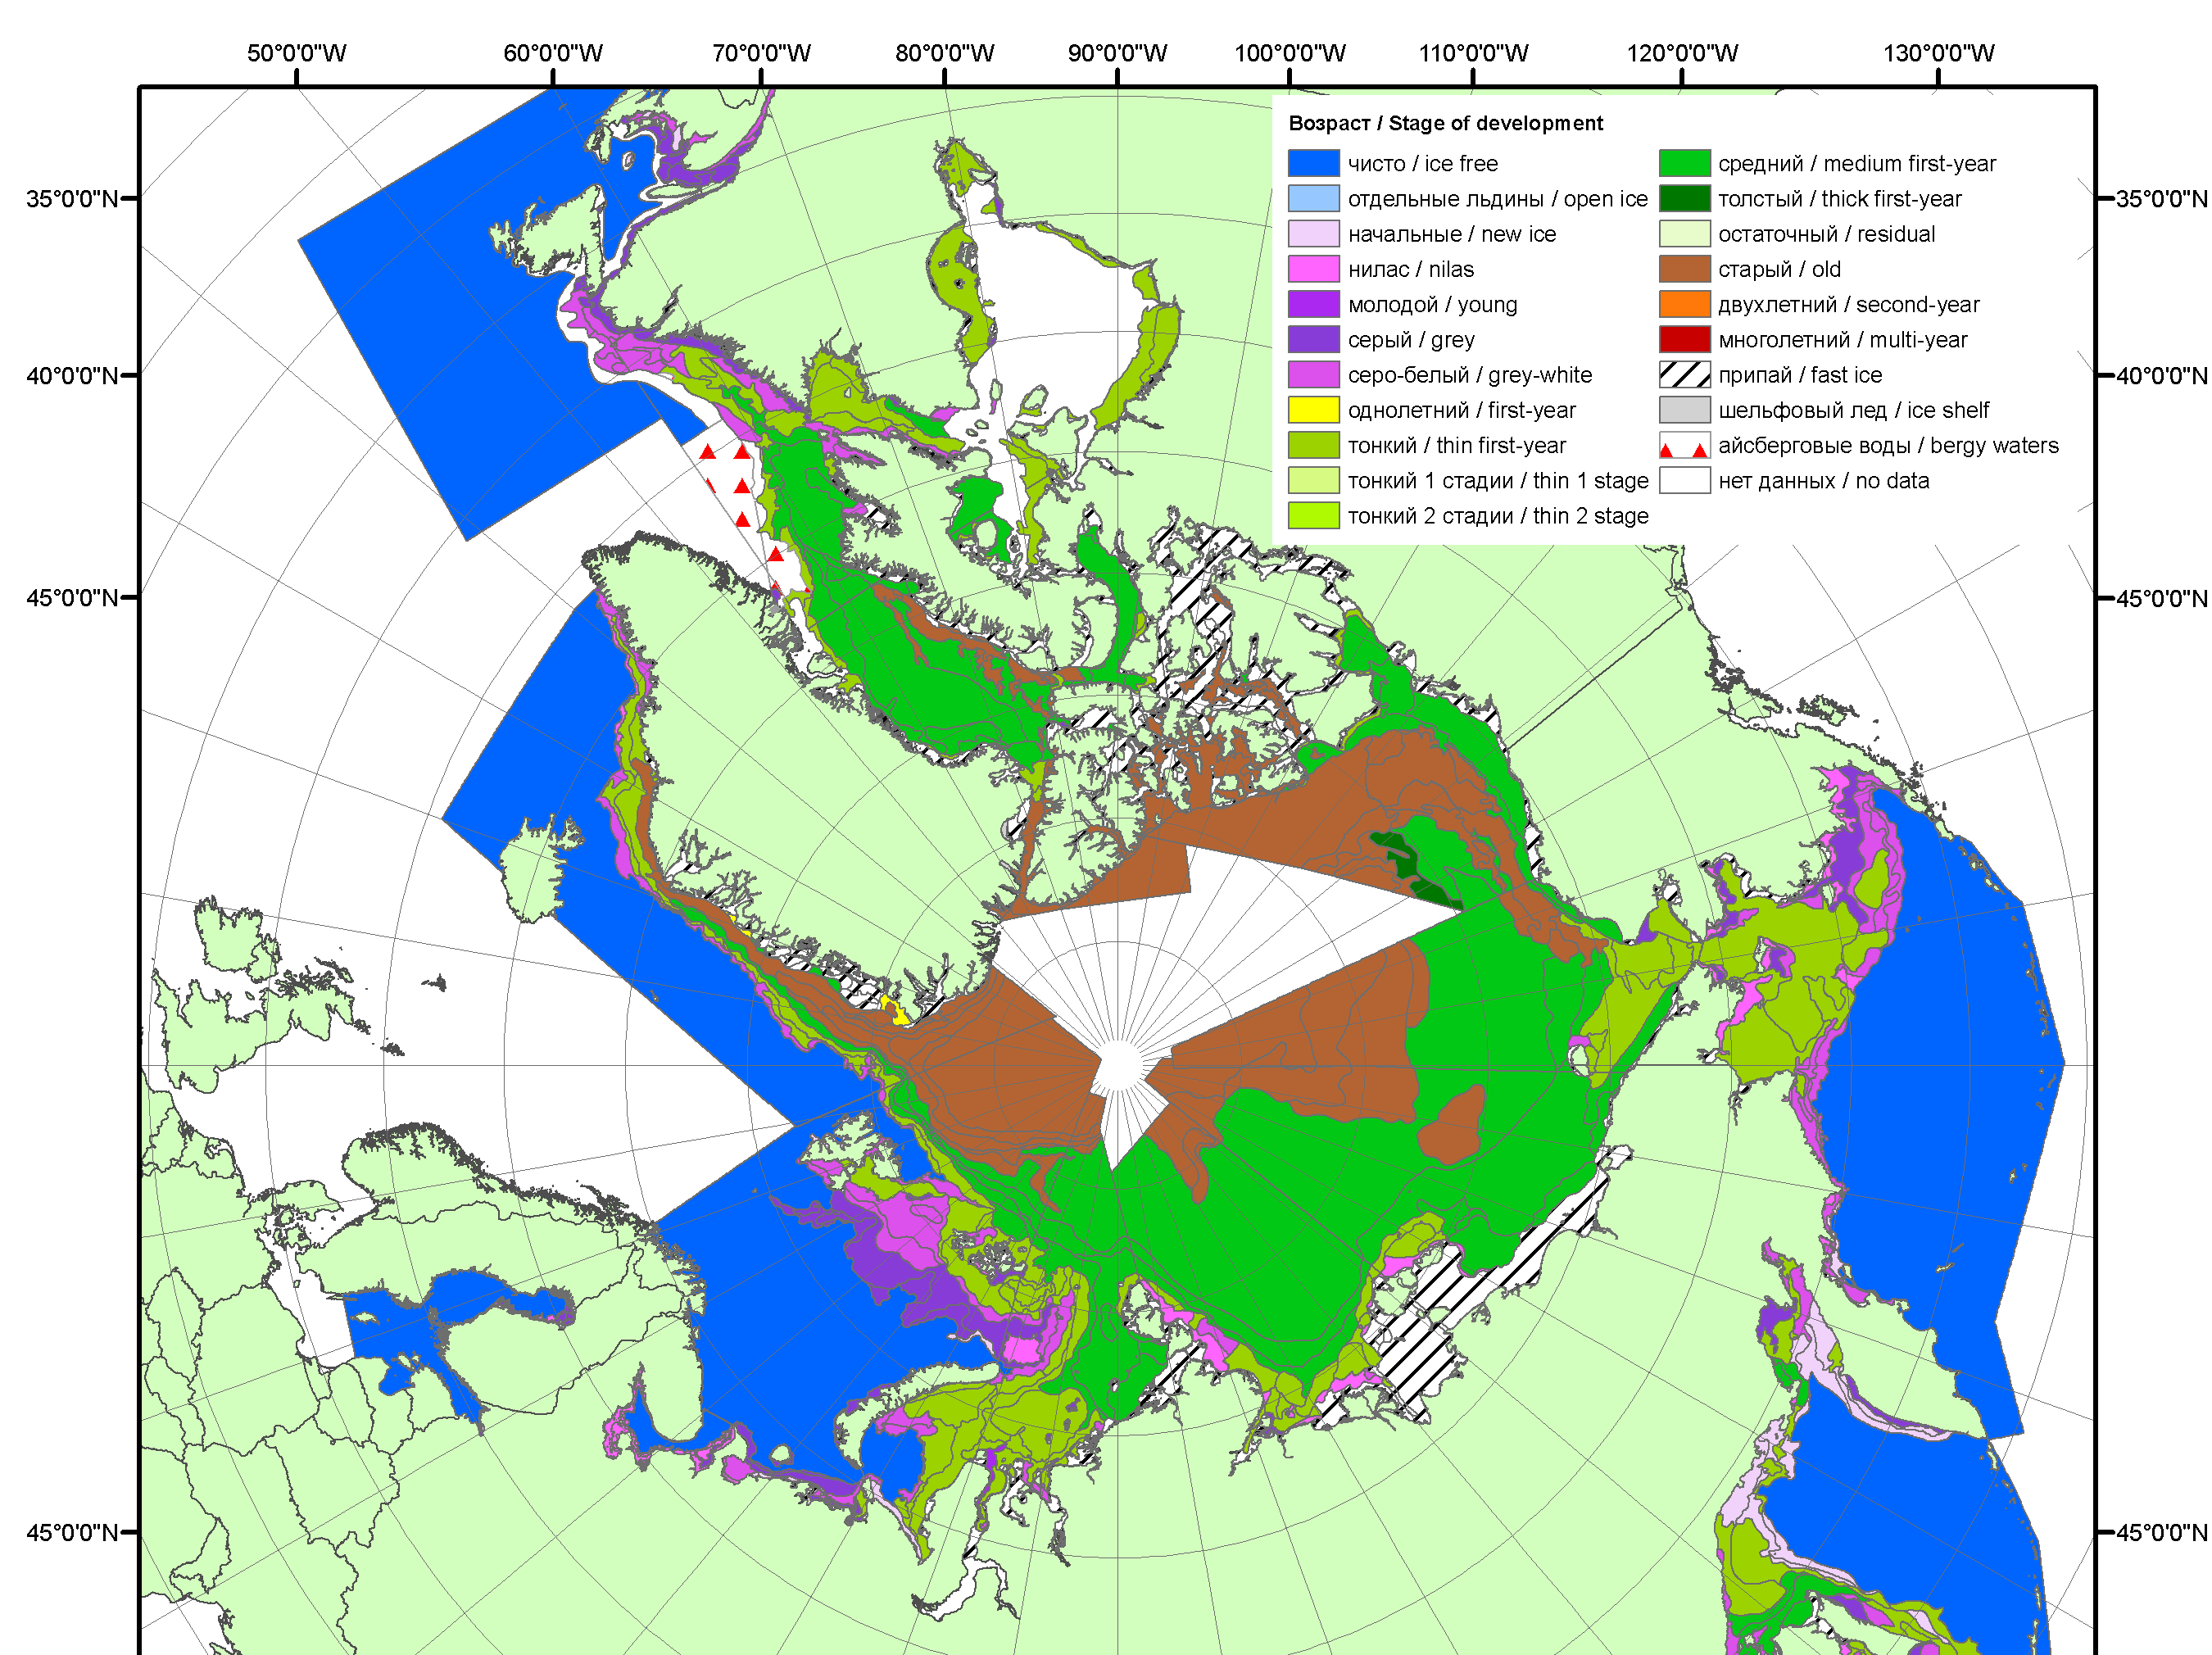 50°0'0"W 60°0'0"W 70°0'0"W 80°0'0"W 90°0'0"W 100°0'0"W 110°0'0"W 120°0'0"W 130°0'0"W
Возраст / Stage of development
чисто / ice free
отдельные льдины / open ice
начальные / new ice
нилас / nilas
молодой / young
серый / grey
серо-белый / grey-white
однолетний / first-year
тонкий / thin first-year
тонкий 1 стадии / thin 1 stage
тонкий 2 стадии / thin 2 stage
средний / medium first-year
толстый / thick first-year
остаточный / residual
старый / old
двухлетний / second-year
многолетний / multi-year
припай / fast ice
шельфовый лед / ice shelf
айсберговые воды / bergy waters
нет данных / no data
35°0'0"N
40°0'0"N
45°0'0"N
45°0'0"N
35°0'0"N
40°0'0"N
45°0'0"N
45°0'0"N